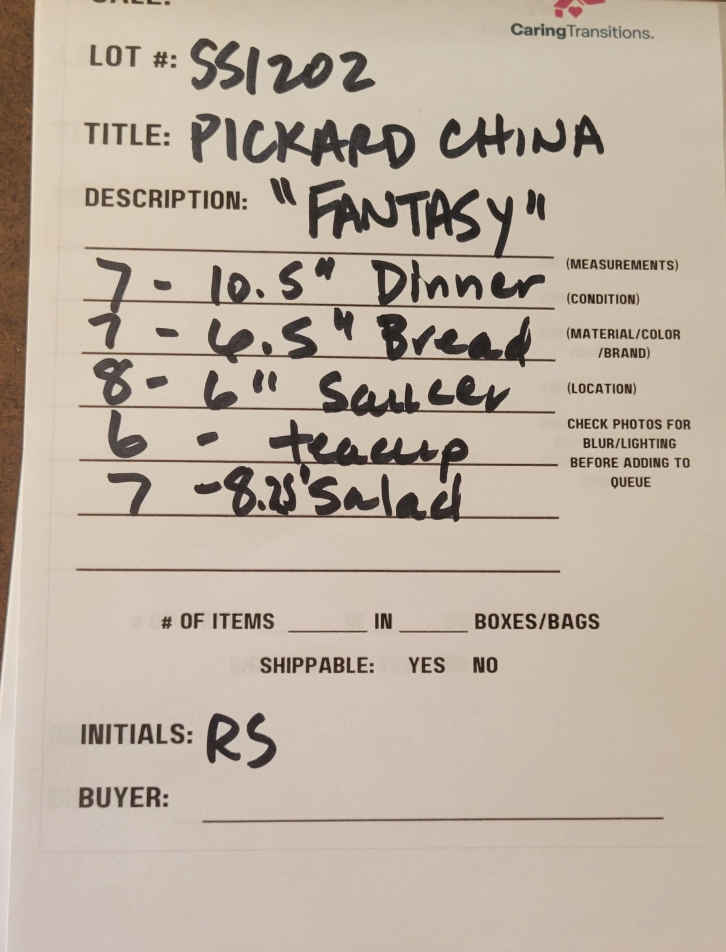 CaringTransitions.
LOT #: SS1202
TITLE: PICKARD CHINA
DESCRIPTION: "FANTASY"
(MEASUREMENTS)
7 - 10.5" Dinner
(CONDITION)
7 - 6.5" Bread
(MATERIAL/COLOR
/BRAND)
8 - 6" Saucer
(LOCATION)
6 - teacup
CHECK PHOTOS FOR
BLUR/LIGHTING
BEFORE ADDING TO
QUEUE
7 - 8.25" Salad
# OF ITEMS ______ IN ______ BOXES/BAGS
SHIPPABLE: YES NO
INITIALS: RS
BUYER: